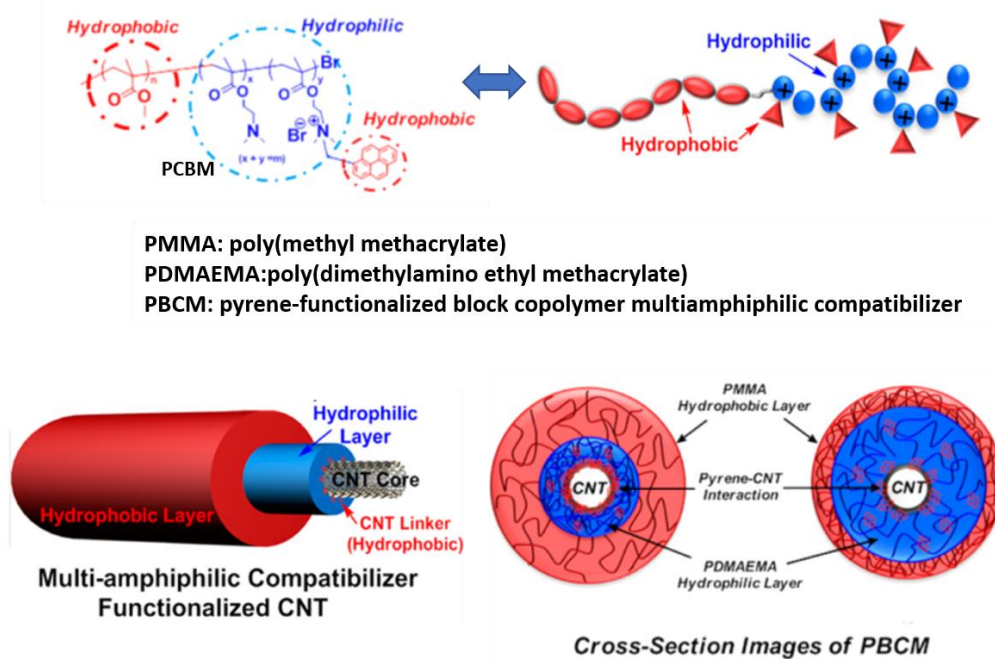 Hydrophobic
Hydrophilic
Br
n
x
y
O
O
O
O
O
O
N
N
+
Br
⊖
(x + y =m)
Hydrophobic
PCBM
Hydrophilic
Hydrophobic
+
+
+
+
+
+
PMMA: poly(methyl methacrylate)
PDMAEMA:poly(dimethylamino ethyl methacrylate)
PBCM: pyrene-functionalized block copolymer multiamphiphilic compatibilizer
Hydrophilic
Layer
CNT Core
Hydrophobic Layer
CNT Linker
(Hydrophobic)
Multi-amphiphilic Compatibilizer
Functionalized CNT
PMMA
Hydrophobic Layer
CNT
Pyrene-CNT
Interaction
CNT
PDMAEMA
Hydrophilic Layer
Cross-Section Images of PBCM